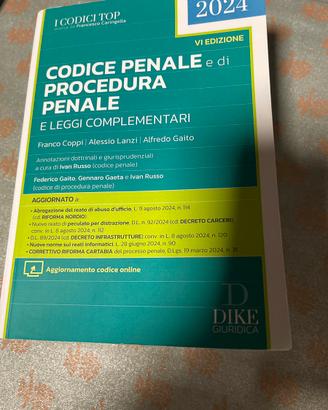 I CODICI TOP
diretta da Francesco Caringella
2024
VI EDIZIONE
CODICE PENALE e di
PROCEDURA
PENALE
E LEGGI COMPLEMENTARI
Franco Coppi | Alessio Lanzi | Alfredo Gaito
Annotazioni dottrinali e giurisprudenziali
a cura di Ivan Russo (codice penale)
Federico Gaito, Gennaro Gaeta e Ivan Russo
(codice di procedura penale)
AGGIORNATO a:
• Abrogazione del reato di abuso d'ufficio, L. 9 agosto 2024, n. 114
(cd. RIFORMA NORDIO)
• Nuovo reato di peculato per distrazione, D.L. n. 92/2024 (cd. DECRETO CARCERI)
conv. in L. 8 agosto 2024, n. 112
• D.L. 89/2024 (cd. DECRETO INFRASTRUTTURE) conv. in L. 8 agosto 2024, n. 120
• Nuove norme sui reati informatici, L. 28 giugno 2024, n. 90
• CORRETTIVO RIFORMA CARTABIA del processo penale, D.Lgs. 19 marzo 2024, n. 31
Aggiornamento codice online
D
DIKE
GIURIDICA